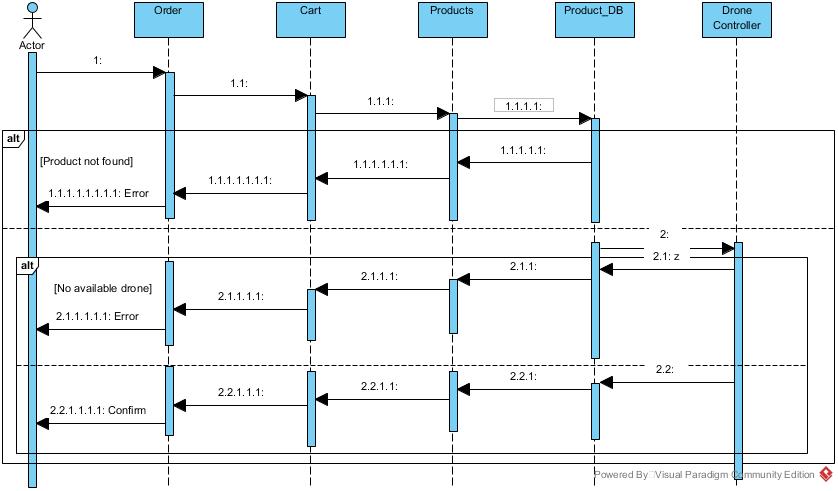 Actor
Order
Cart
Products
Product_DB
Drone
Controller
1:
1.1:
1.1.1:
1.1.1.1:
alt
[Product not found]
1.1.1.1.1:
1.1.1.1.1.1:
1.1.1.1.1.1.1:
1.1.1.1.1.1.1.1: Error
2:
2.1: z
alt
[No available drone]
2.1.1:
2.1.1.1:
2.1.1.1.1:
2.1.1.1.1.1: Error
2.2:
2.2.1:
2.2.1.1:
2.2.1.1.1:
2.2.1.1.1.1: Confirm
Powered By Visual Paradigm Community Edition